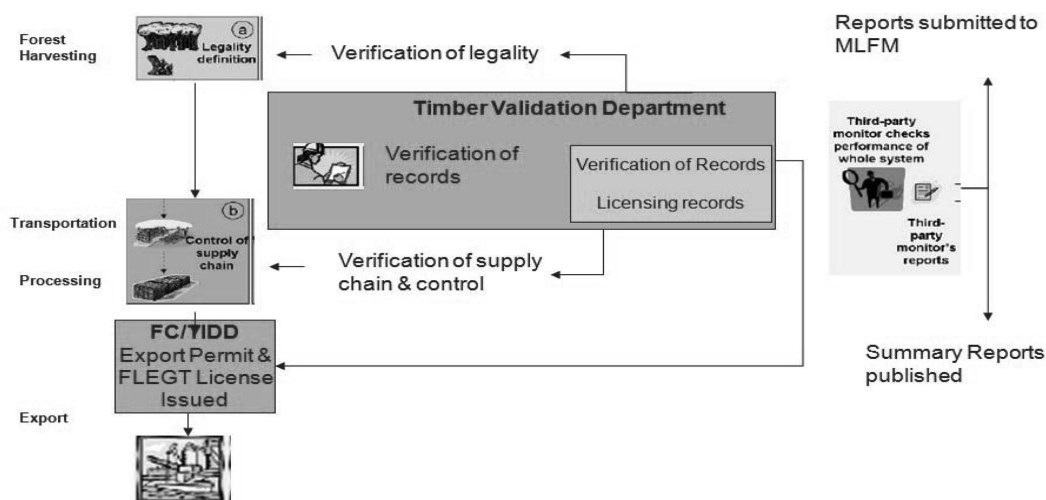 Forest
Harvesting
a
Legality
definition
Verification of legality
Timber Validation Department
Verification of
records
Verification of Records
Licensing records
Transportation
b
Control of
supply
chain
Processing
Verification of supply
chain & control
FC/TIDD
Export Permit &
FLEGT License
Issued
Export
Reports submitted to
MLFM
Third-party
monitor checks
performance of
whole system
Third-
party
monitor's
reports
Summary Reports
published